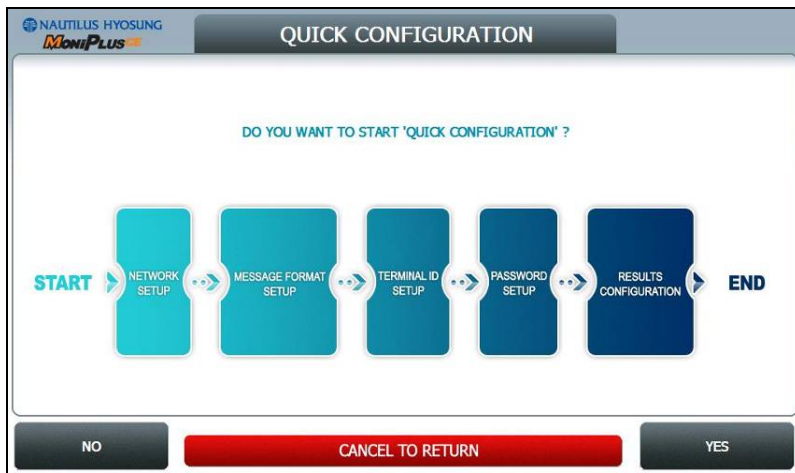 NAUTILUS HYOSUNG
MONIPLUS CE
QUICK CONFIGURATION
DO YOU WANT TO START 'QUICK CONFIGURATION' ?
START
NETWORK
SETUP
MESSAGE FORMAT
SETUP
TERMINAL ID
SETUP
PASSWORD
SETUP
RESULTS
CONFIGURATION
END
NO
CANCEL TO RETURN
YES